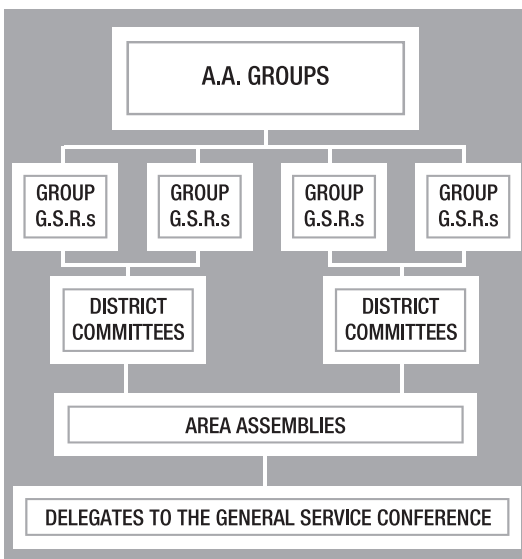 A.A. GROUPS
GROUP
G.S.R.s
GROUP
G.S.R.s
GROUP
G.S.R.s
GROUP
G.S.R.s
DISTRICT
COMMITTEES
DISTRICT
COMMITTEES
AREA ASSEMBLIES
DELEGATES TO THE GENERAL SERVICE CONFERENCE